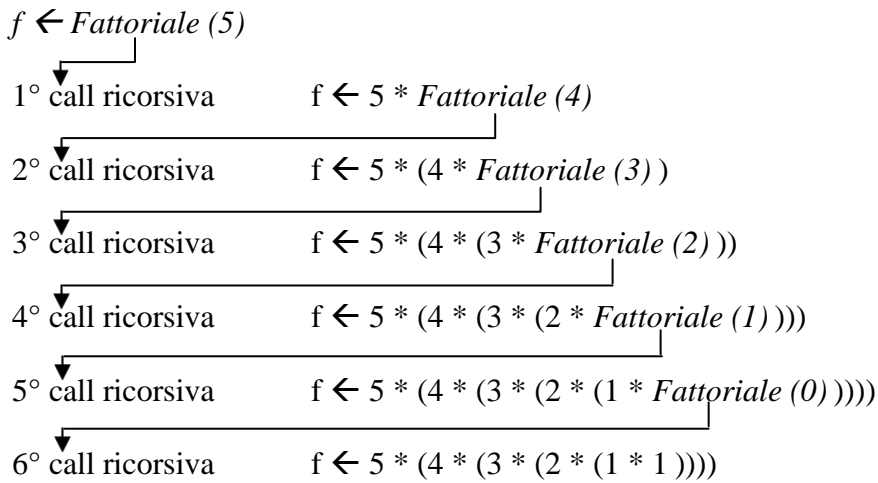 f ← Fattoriale (5)
1° call ricorsiva f ← 5 * Fattoriale (4)
2° call ricorsiva f ← 5 * (4 * Fattoriale (3) )
3° call ricorsiva f ← 5 * (4 * (3 * Fattoriale (2) ))
4° call ricorsiva f ← 5 * (4 * (3 * (2 * Fattoriale (1) )))
5° call ricorsiva f ← 5 * (4 * (3 * (2 * (1 * Fattoriale (0) ))))
6° call ricorsiva f ← 5 * (4 * (3 * (2 * (1 * 1 ))))